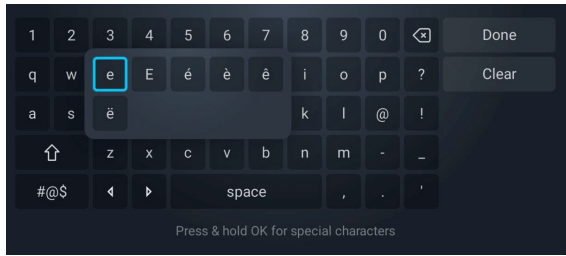 1 2 3 4 5 6 7 8 9 0 Done
q w e E é è ê i o p ? Clear
a s ë k l @ !
z x c v b n m - _
#@$ space , . '
Press & hold OK for special characters